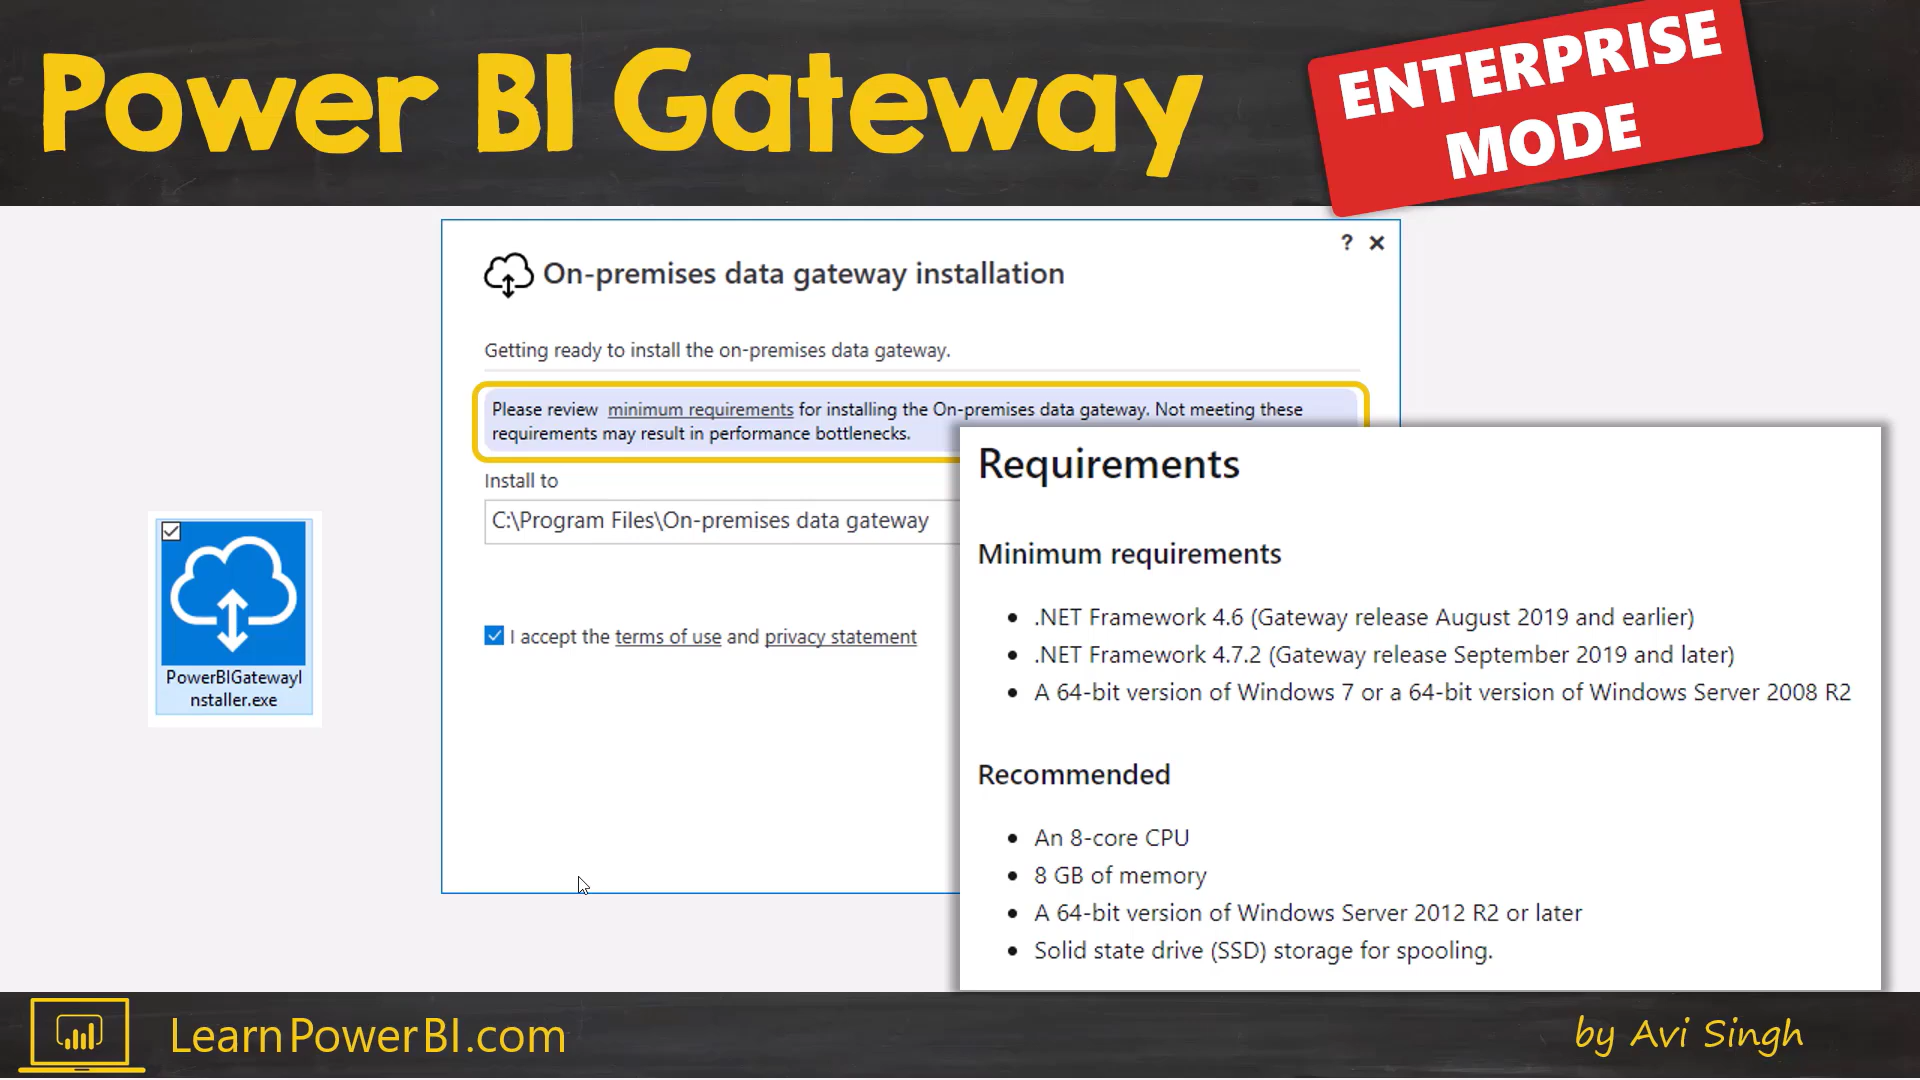 Power BI Gateway
ENTERPRISE
MODE
? ×
On-premises data gateway installation
Getting ready to install the on-premises data gateway.
Please review minimum requirements for installing the On-premises data gateway. Not meeting these
requirements may result in performance bottlenecks.
Install to
C:\Program Files\On-premises data gateway
I accept the terms of use and privacy statement
PowerBIGatewayI
nstaller.exe
Requirements
Minimum requirements
• .NET Framework 4.6 (Gateway release August 2019 and earlier)
• .NET Framework 4.7.2 (Gateway release September 2019 and later)
• A 64-bit version of Windows 7 or a 64-bit version of Windows Server 2008 R2
Recommended
• An 8-core CPU
• 8 GB of memory
• A 64-bit version of Windows Server 2012 R2 or later
• Solid state drive (SSD) storage for spooling.
LearnPowerBI.com
by Avi Singh